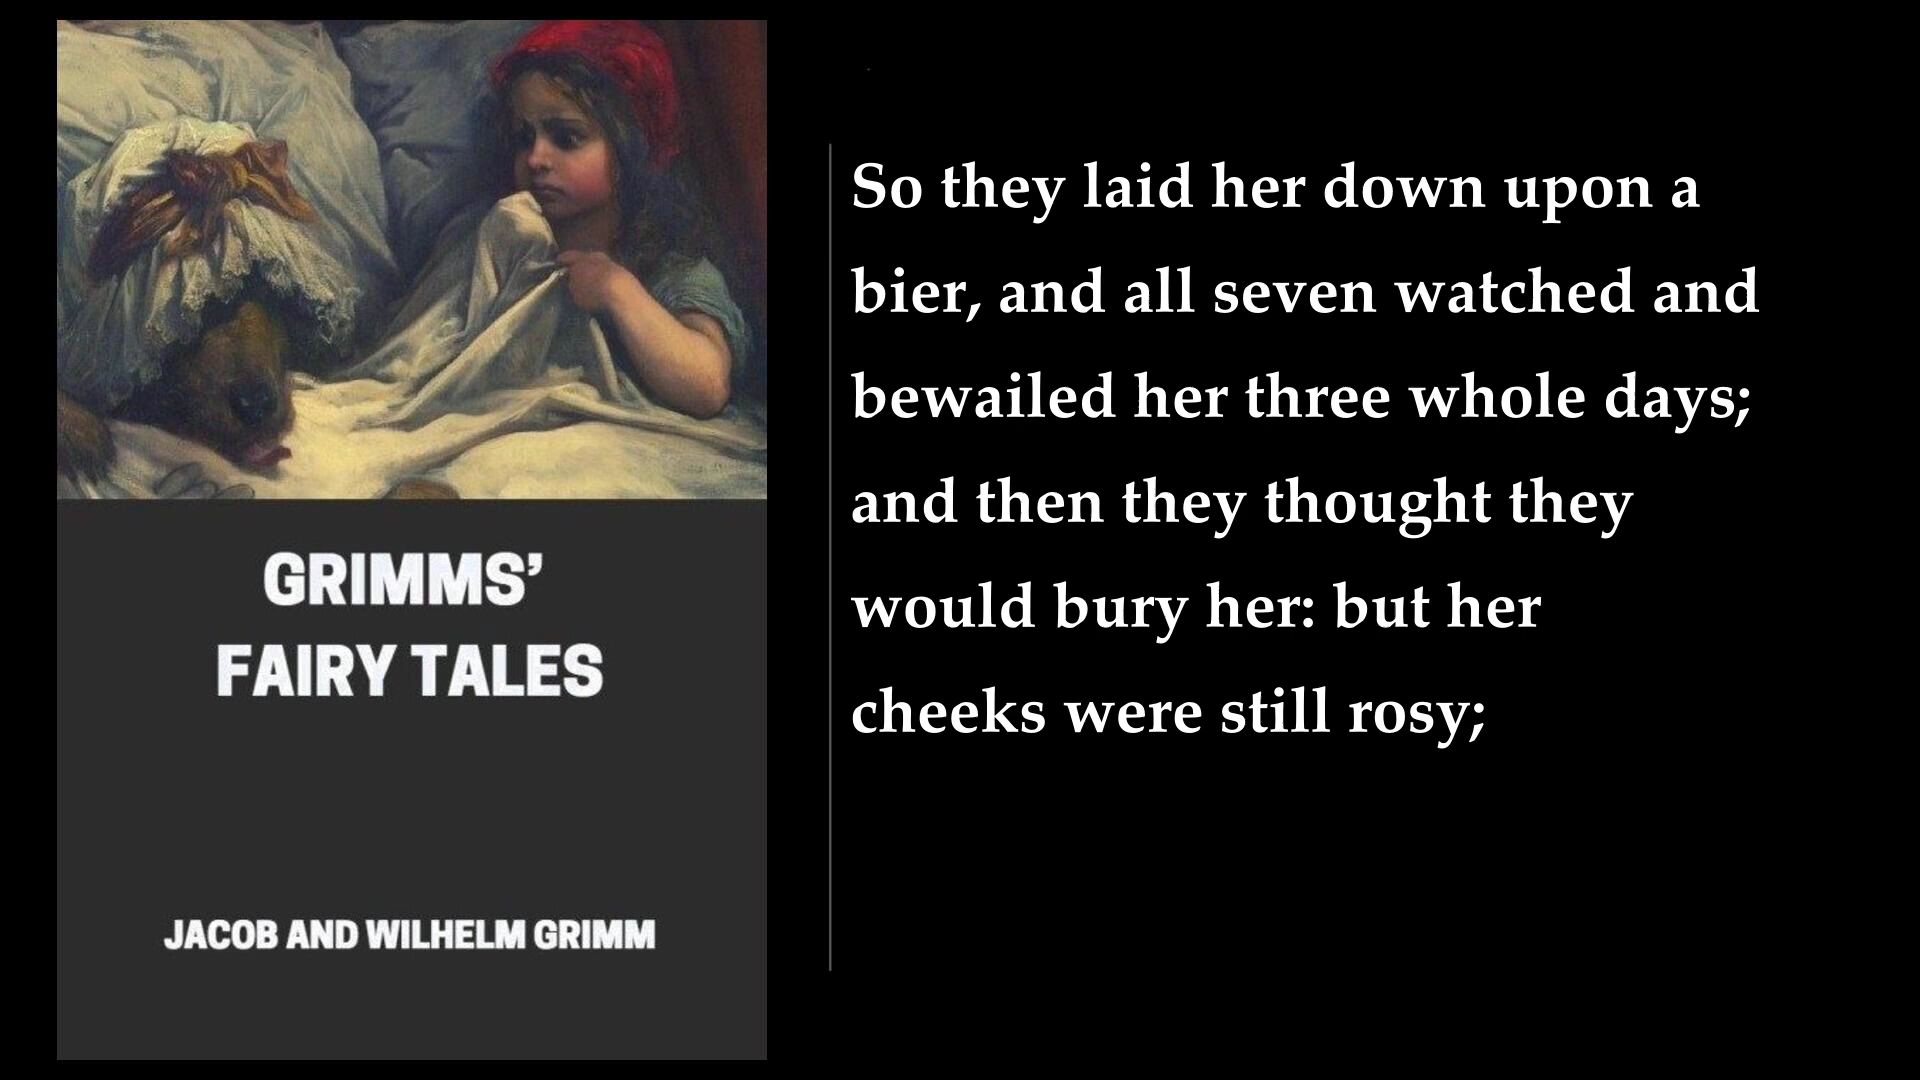 GRIMMS’
FAIRY TALES
JACOB AND WILHELM GRIMM
So they laid her down upon a
bier, and all seven watched and
bewailed her three whole days;
and then they thought they
would bury her: but her
cheeks were still rosy;